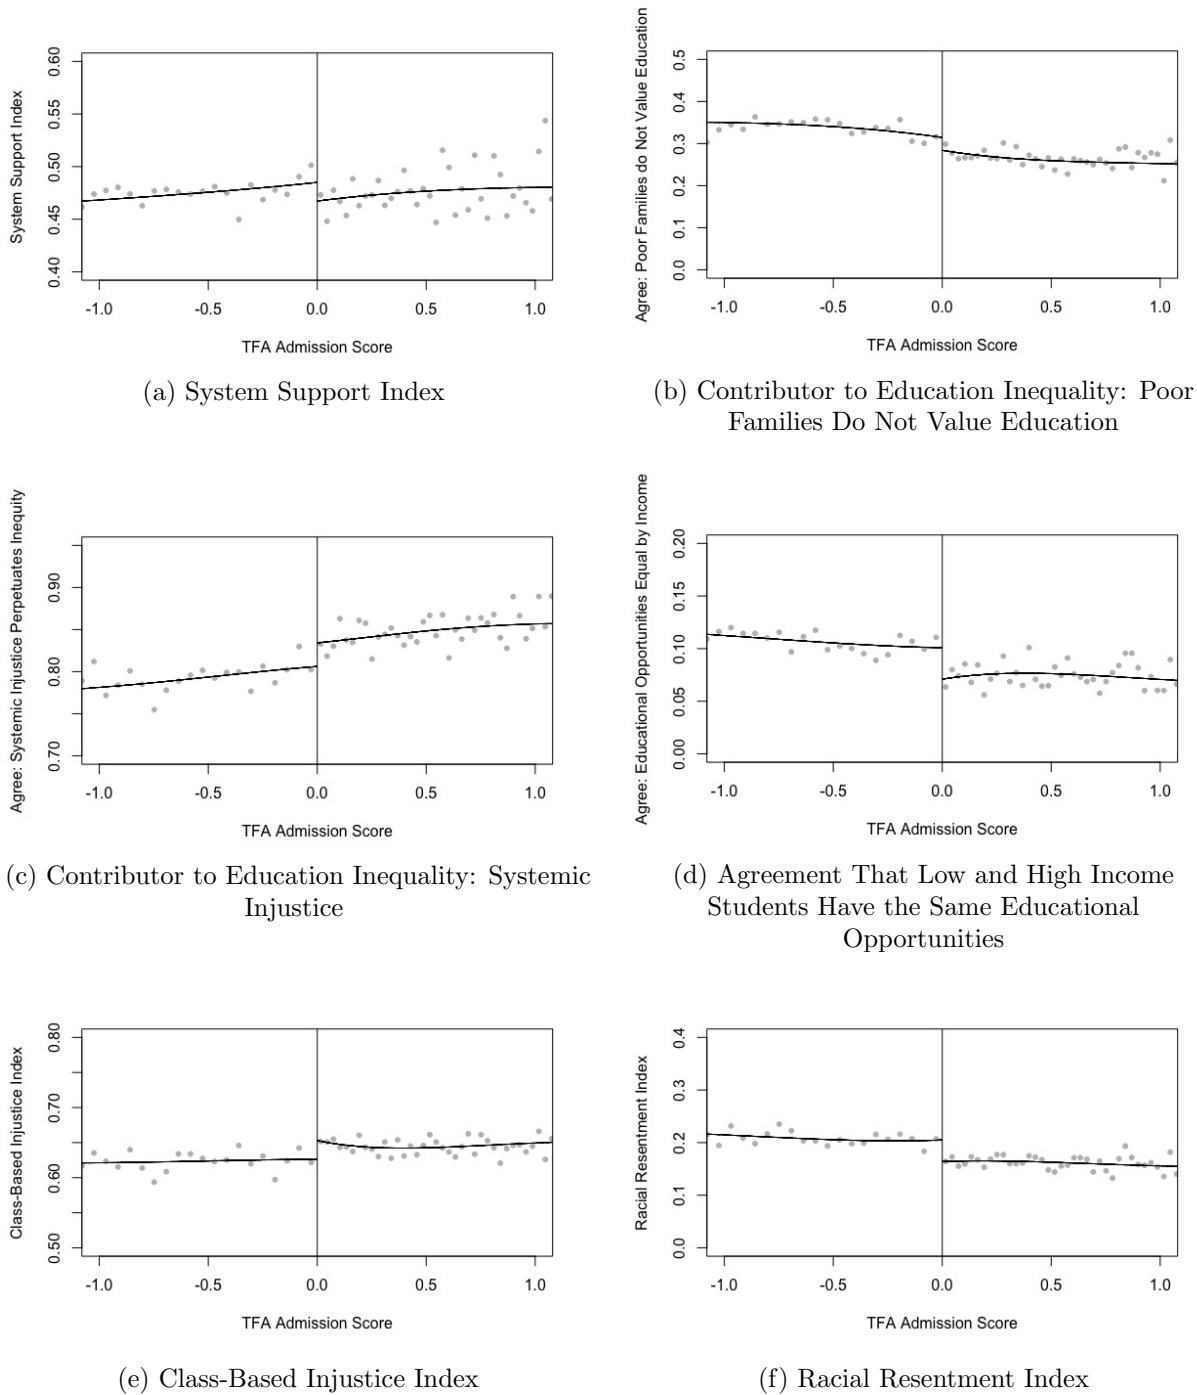 System Support Index
0.60
0.55
0.50
0.45
0.40
-1.0 -0.5 0.0 0.5 1.0
TFA Admission Score
(a) System Support Index
Agree: Poor Families do Not Value Education
0.5
0.4
0.3
0.2
0.1
0.0
-1.0 -0.5 0.0 0.5 1.0
TFA Admission Score
(b) Contributor to Education Inequality: Poor
Families Do Not Value Education
Agree: Systemic Injustice Perpetuates Inequity
0.90
0.80
0.70
-1.0 -0.5 0.0 0.5 1.0
TFA Admission Score
(c) Contributor to Education Inequality: Systemic
Injustice
Agree: Educational Opportunities Equal by Income
0.20
0.15
0.10
0.05
0.00
-1.0 -0.5 0.0 0.5 1.0
TFA Admission Score
(d) Agreement That Low and High Income
Students Have the Same Educational
Opportunities
Class-Based Injustice Index
0.80
0.70
0.60
0.50
-1.0 -0.5 0.0 0.5 1.0
TFA Admission Score
(e) Class-Based Injustice Index
Racial Resentment Index
0.4
0.3
0.2
0.1
0.0
-1.0 -0.5 0.0 0.5 1.0
TFA Admission Score
(f) Racial Resentment Index